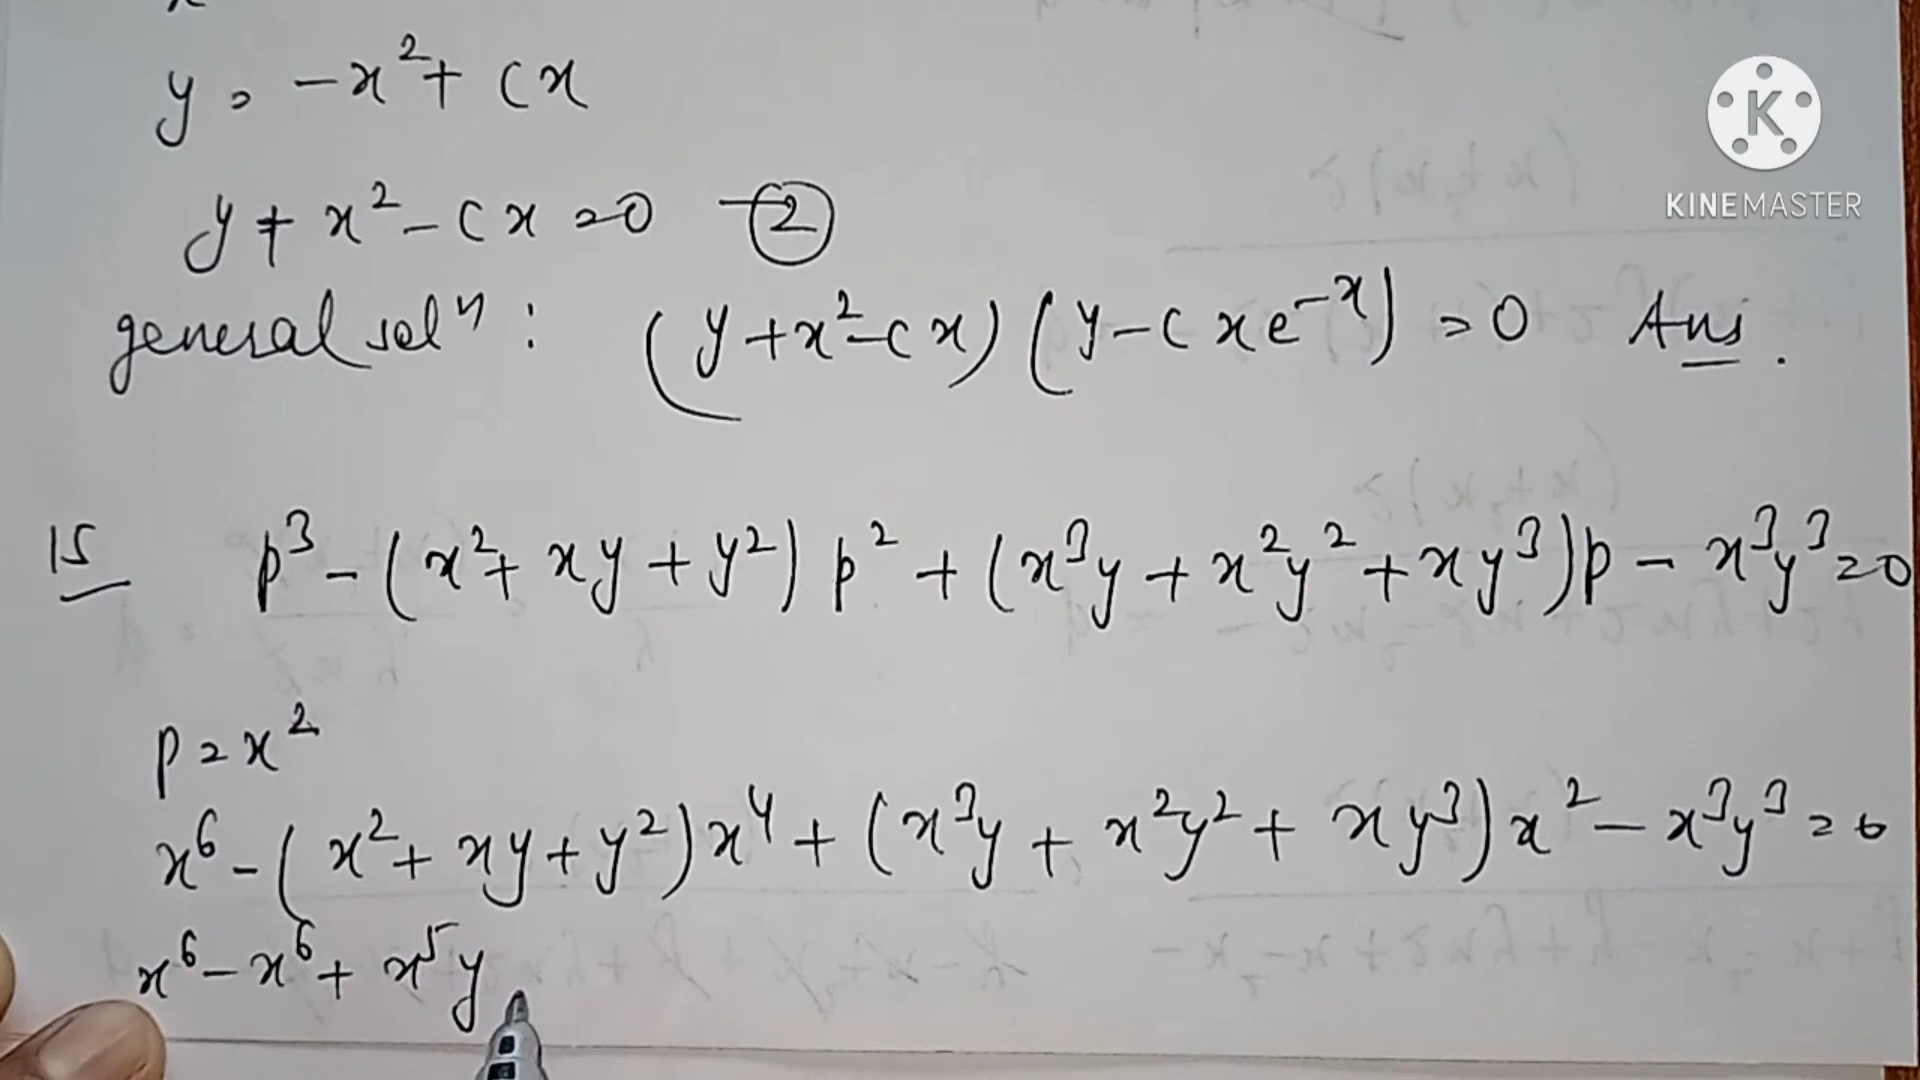 y = -x² + cx
K
KINEMASTER
y + x² - cx = 0 —②
general solⁿ : (y + x² - cx) (y - cxe⁻ˣ) = 0 Ans.
15 p³ - (x² + xy + y²) p² + (x³y + x²y² + xy³)p - x³y³ = 0
p = x²
x⁶ - (x² + xy + y²)x⁴ + (x³y + x²y² + xy³)x² - x³y³ = 0
x⁶ - x⁶ + x⁵y